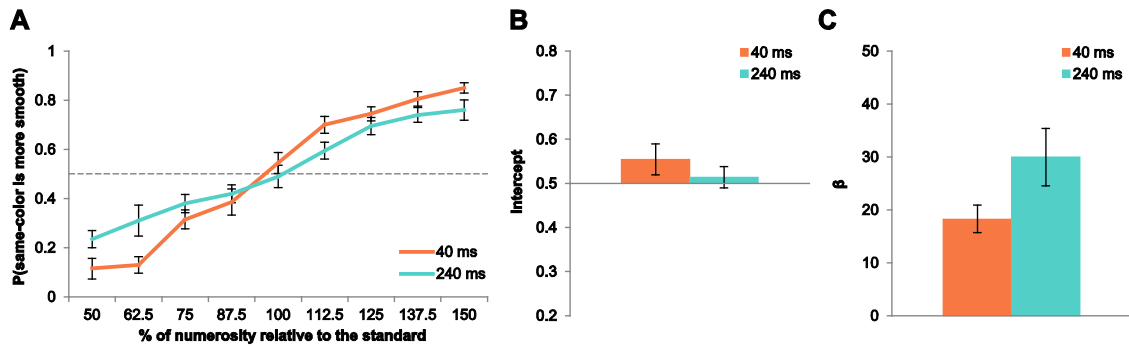 A
P(same-color is more smooth)
1
0.8
0.6
0.4
0.2
0
40 ms
240 ms
50 62.5 75 87.5 100 112.5 125 137.5 150
% of numerosity relative to the standard
B
Intercept
0.8
0.7
0.6
0.5
0.4
0.3
0.2
40 ms
240 ms
C
β
50
40
30
20
10
0
40 ms
240 ms